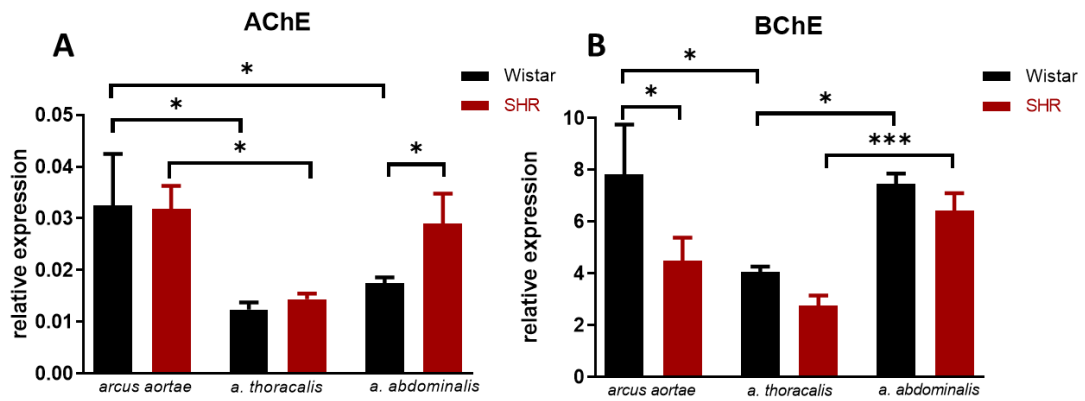 A
AChE
*
Wistar
SHR
*
*
*
relative expression
0.05
0.04
0.03
0.02
0.01
0.00
arcus aortae
a. thoracalis
a. abdominalis
B
BChE
*
Wistar
SHR
*
*
***
relative expression
10
8
6
4
2
0
arcus aortae
a. thoracalis
a. abdominalis